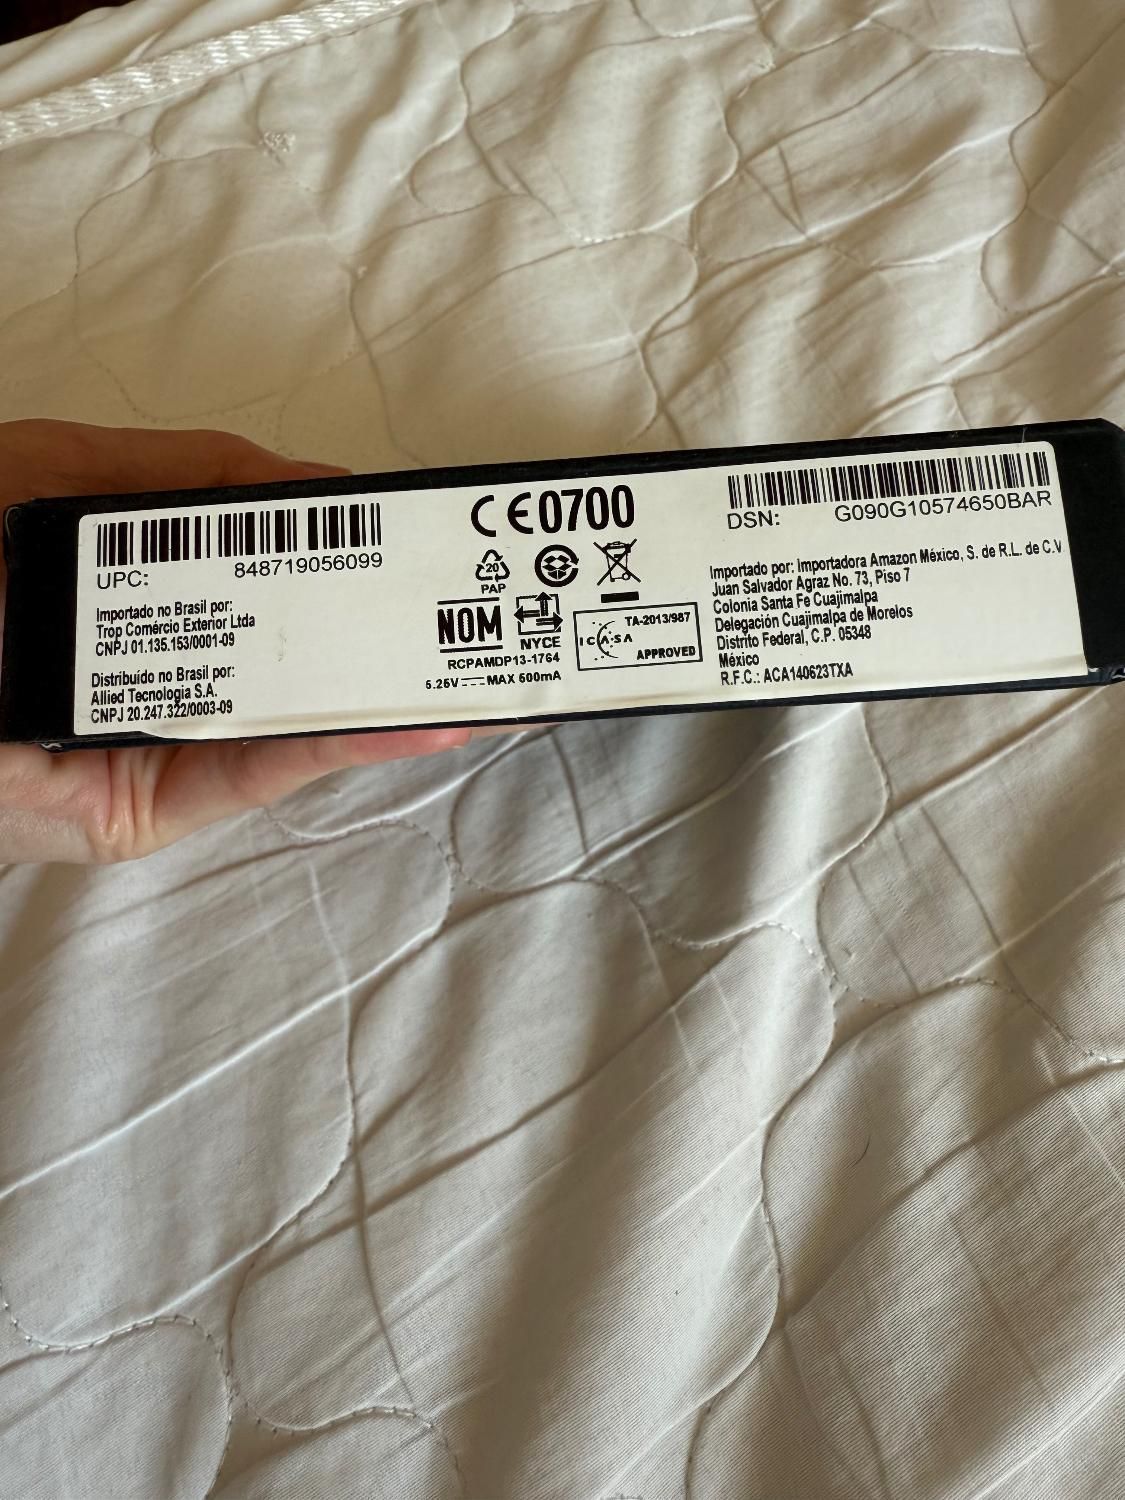 UPC: 848719056099
Importado no Brasil por:
Trop Comércio Exterior Ltda
CNPJ 01.135.153/0001-09
Distribuído no Brasil por:
Allied Tecnologia S.A.
CNPJ 20.247.322/0003-09
CE0700
20
PAP
NOM
NYCE
RCPAMDP13-1764
5.25V MAX 500mA
TA-2013/987
ICASA
APPROVED
DSN: G090G10574650BAR
Importado por: Importadora Amazon México, S. de R.L. de C.V
Juan Salvador Agraz No. 73, Piso 7
Colonia Santa Fe Cuajimalpa
Delegación Cuajimalpa de Morelos
Distrito Federal, C.P. 05348
México
R.F.C.: ACA140623TXA